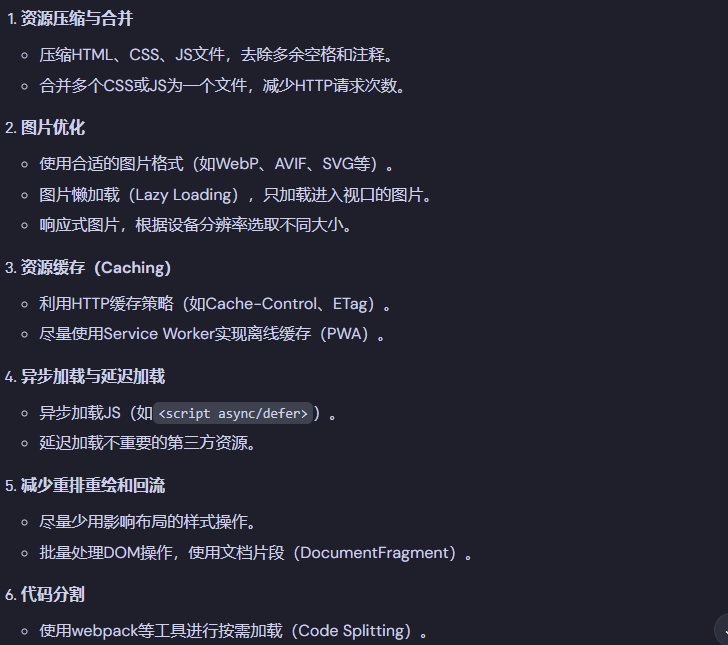 1. 资源压缩与合并
压缩HTML、CSS、JS文件，去除多余空格和注释。
合并多个CSS或JS为一个文件，减少HTTP请求次数。
2. 图片优化
使用合适的图片格式（如WebP、AVIF、SVG等）。
图片懒加载（Lazy Loading），只加载进入视口的图片。
响应式图片，根据设备分辨率选取不同大小。
3. 资源缓存（Caching）
利用HTTP缓存策略（如Cache-Control、ETag）。
尽量使用Service Worker实现离线缓存（PWA）。
4. 异步加载与延迟加载
异步加载JS（如<script async/defer>）。
延迟加载不重要的第三方资源。
5. 减少重排重绘和回流
尽量少用影响布局的样式操作。
批量处理DOM操作，使用文档片段（DocumentFragment）。
6. 代码分割
使用webpack等工具进行按需加载（Code Splitting）。